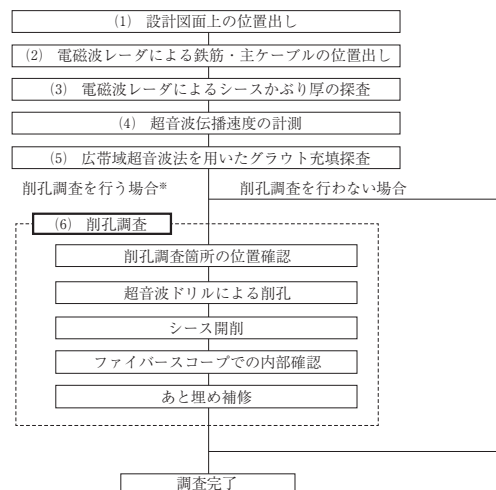 (1) 設計図面上の位置出し
(2) 電磁波レーダによる鉄筋・主ケーブルの位置出し
(3) 電磁波レーダによるシースかぶり厚の探査
(4) 超音波伝播速度の計測
(5) 広帯域超音波法を用いたグラウト充填探査
削孔調査を行う場合※ 削孔調査を行わない場合
(6) 削孔調査
削孔調査箇所の位置確認
超音波ドリルによる削孔
シース開削
ファイバースコープでの内部確認
あと埋め補修
調査完了